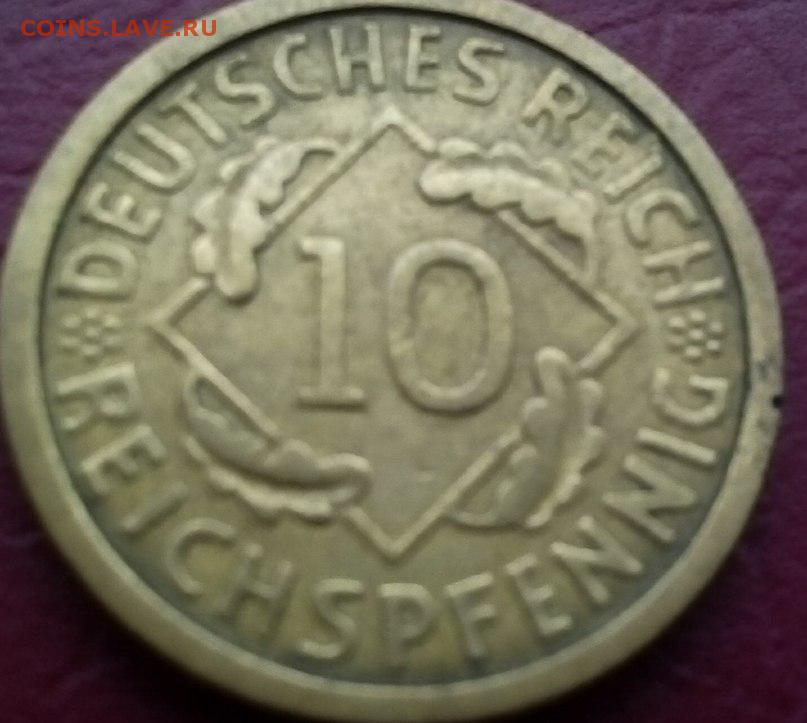 COINS.LAVE.RU
DEUTSCHES REICH
10
REICHSPFENNIG